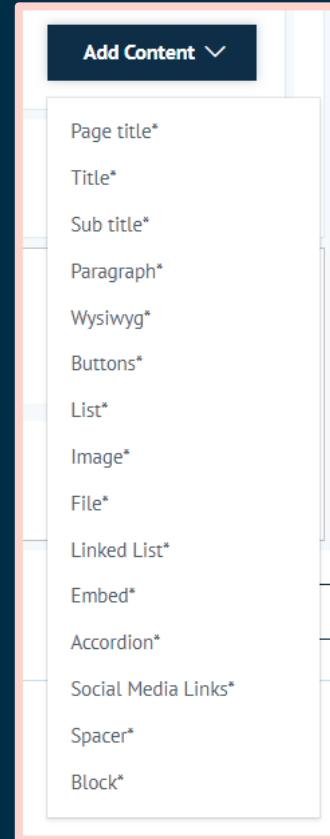 Add Content
Page title*
Title*
Sub title*
Paragraph*
Wysiwyg*
Buttons*
List*
Image*
File*
Linked List*
Embed*
Accordion*
Social Media Links*
Spacer*
Block*